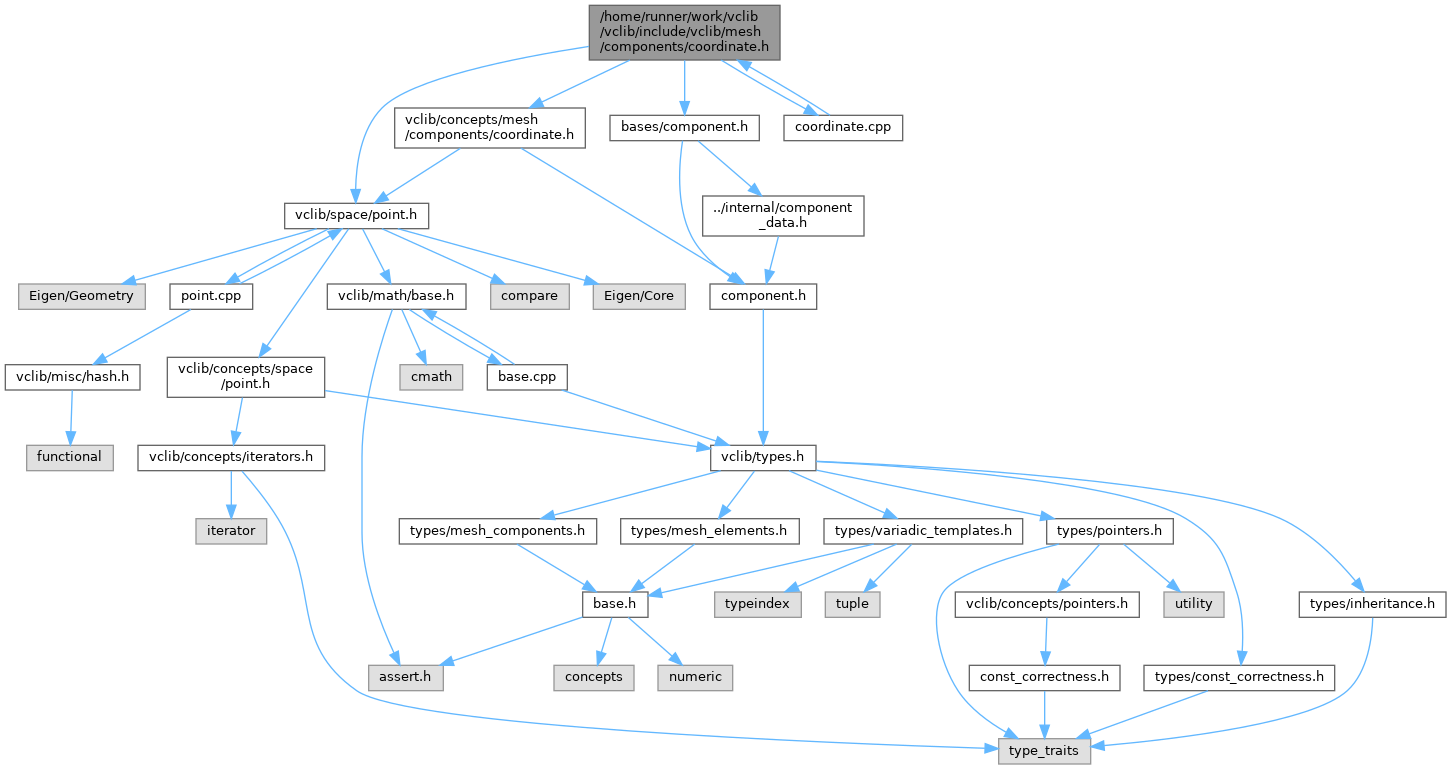 /home/runner/work/vclib
/vclib/include/vclib/mesh
/components/coordinate.h
vclib/concepts/mesh
/components/coordinate.h
bases/component.h
coordinate.cpp
../internal/component
_data.h
vclib/space/point.h
Eigen/Geometry
point.cpp
vclib/math/base.h
compare
Eigen/Core
component.h
vclib/misc/hash.h
vclib/concepts/space
/point.h
cmath
base.cpp
functional
vclib/concepts/iterators.h
vclib/types.h
iterator
types/mesh_components.h
types/mesh_elements.h
types/variadic_templates.h
types/pointers.h
base.h
typeindex
tuple
vclib/concepts/pointers.h
utility
types/inheritance.h
assert.h
concepts
numeric
const_correctness.h
types/const_correctness.h
type_traits